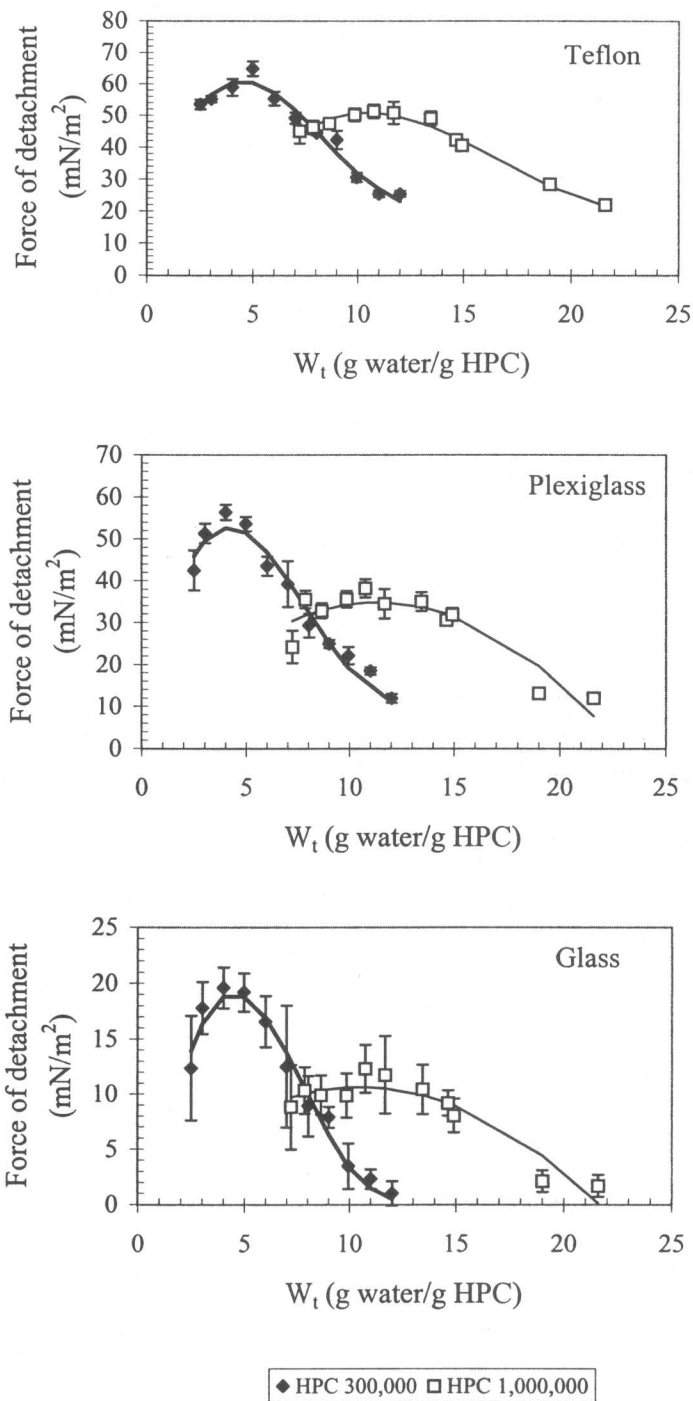 Teflon
Force of detachment
(mN/m²)
80
70
60
50
40
30
20
10
0
0 5 10 15 20 25
Wₜ (g water/g HPC)
Plexiglass
Force of detachment
(mN/m²)
70
60
50
40
30
20
10
0
0 5 10 15 20 25
Wₜ (g water/g HPC)
Glass
Force of detachment
(mN/m²)
25
20
15
10
5
0
0 5 10 15 20 25
Wₜ (g water/g HPC)
HPC 300,000 HPC 1,000,000